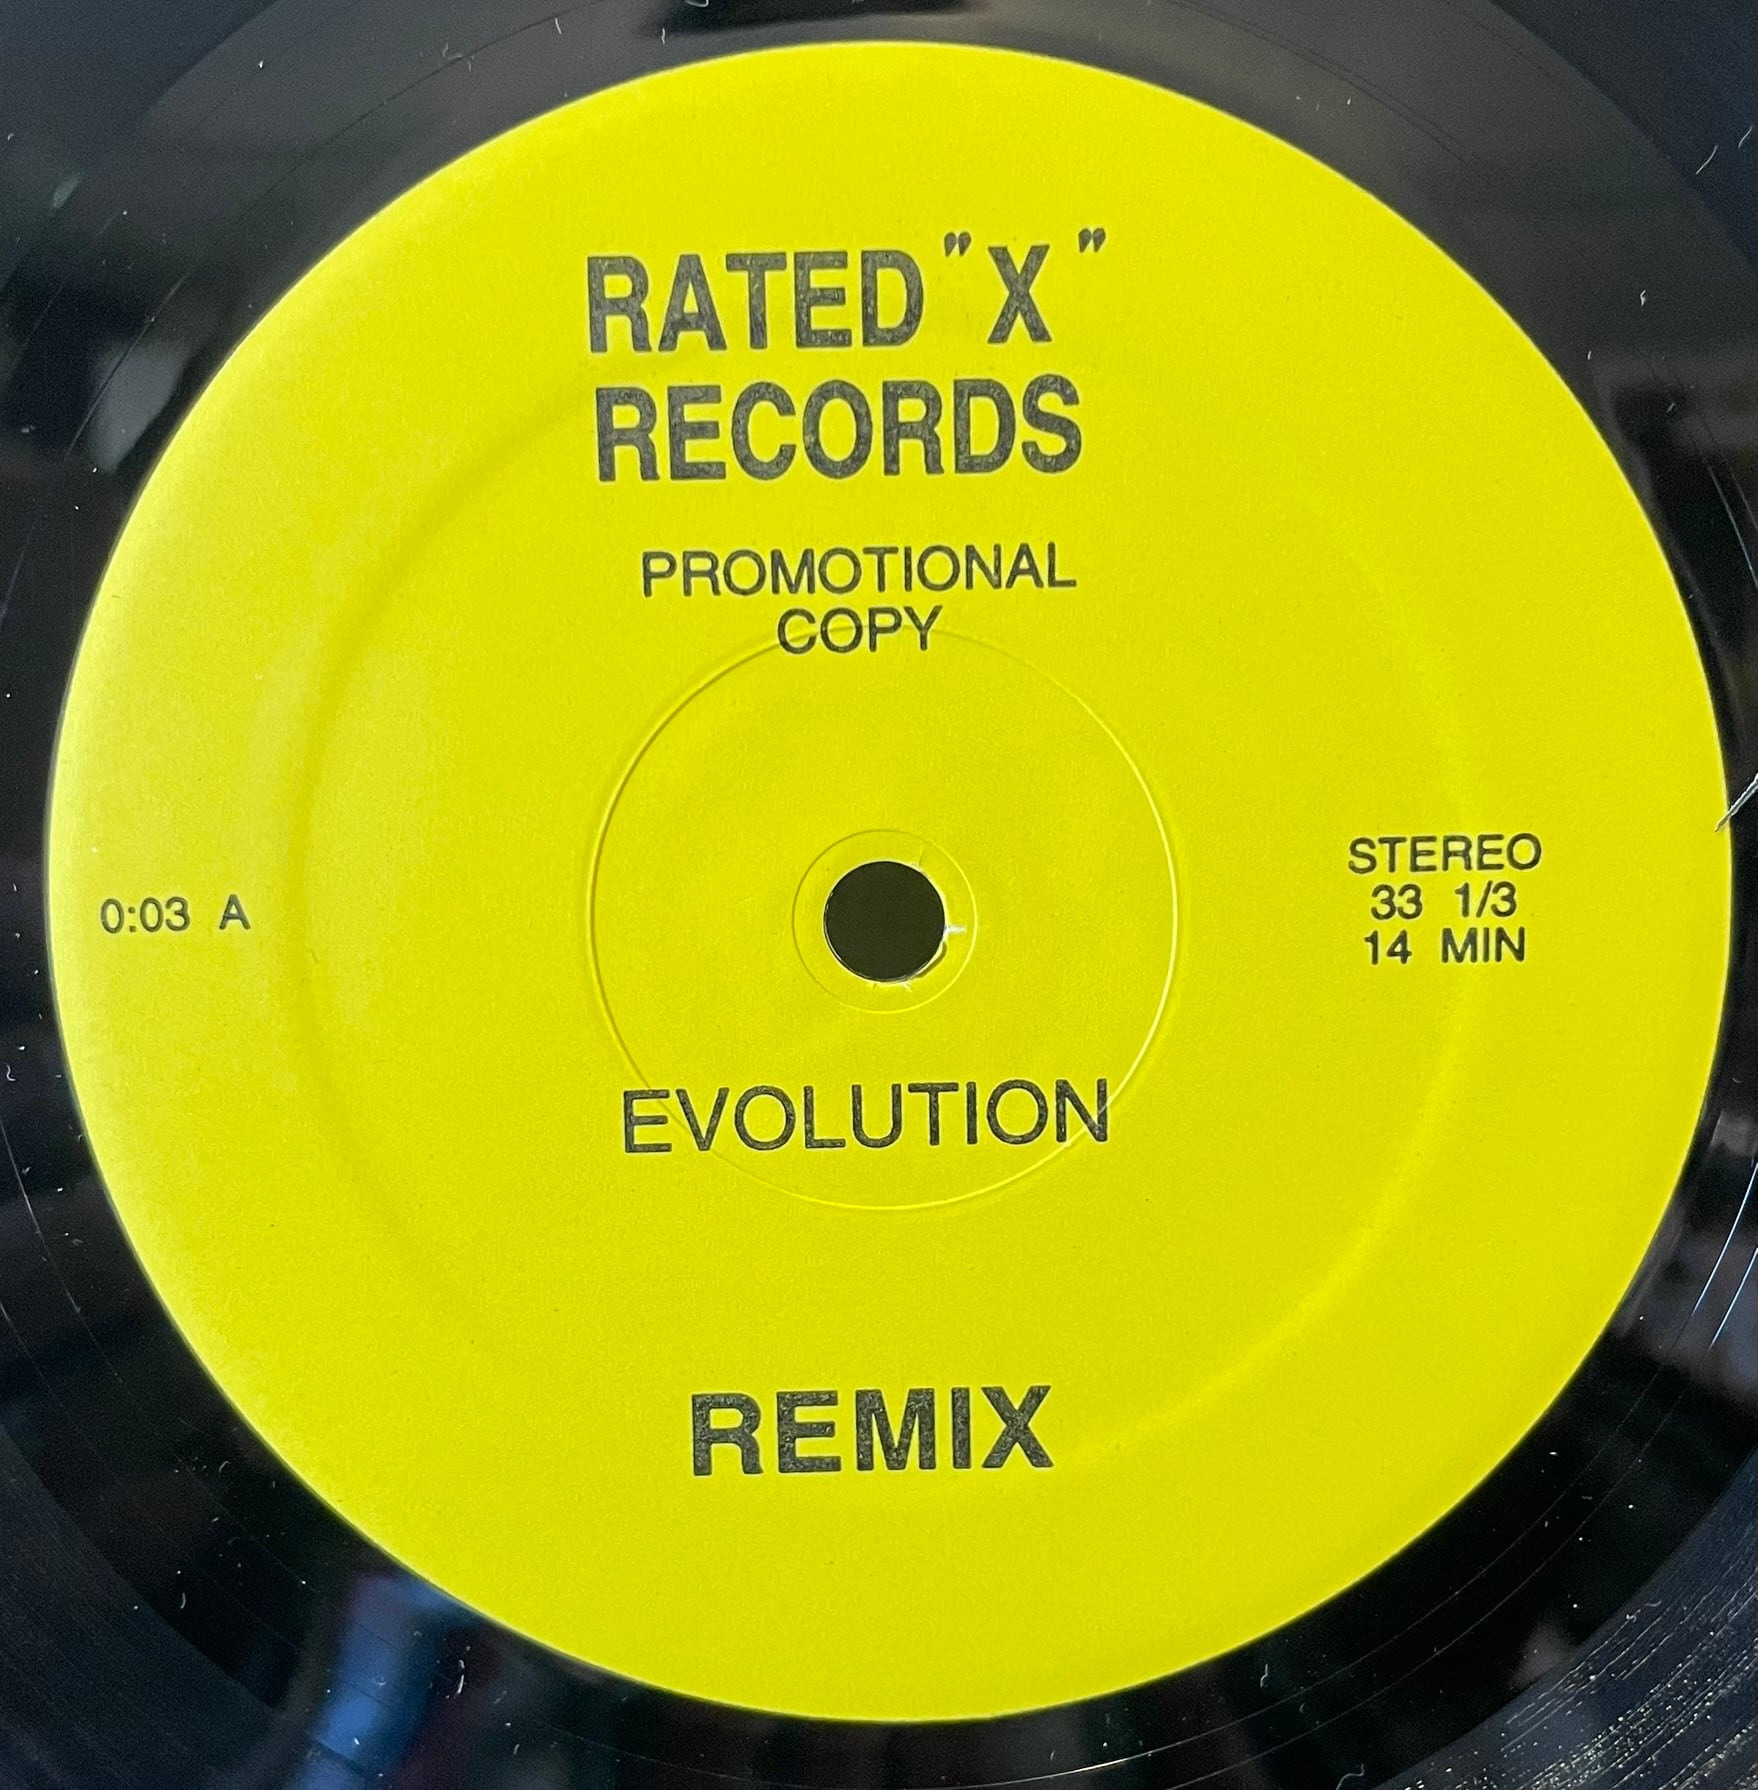 RATED "X"
RECORDS
PROMOTIONAL
COPY
0:03 A
STEREO
33 1/3
14 MIN
EVOLUTION
REMIX